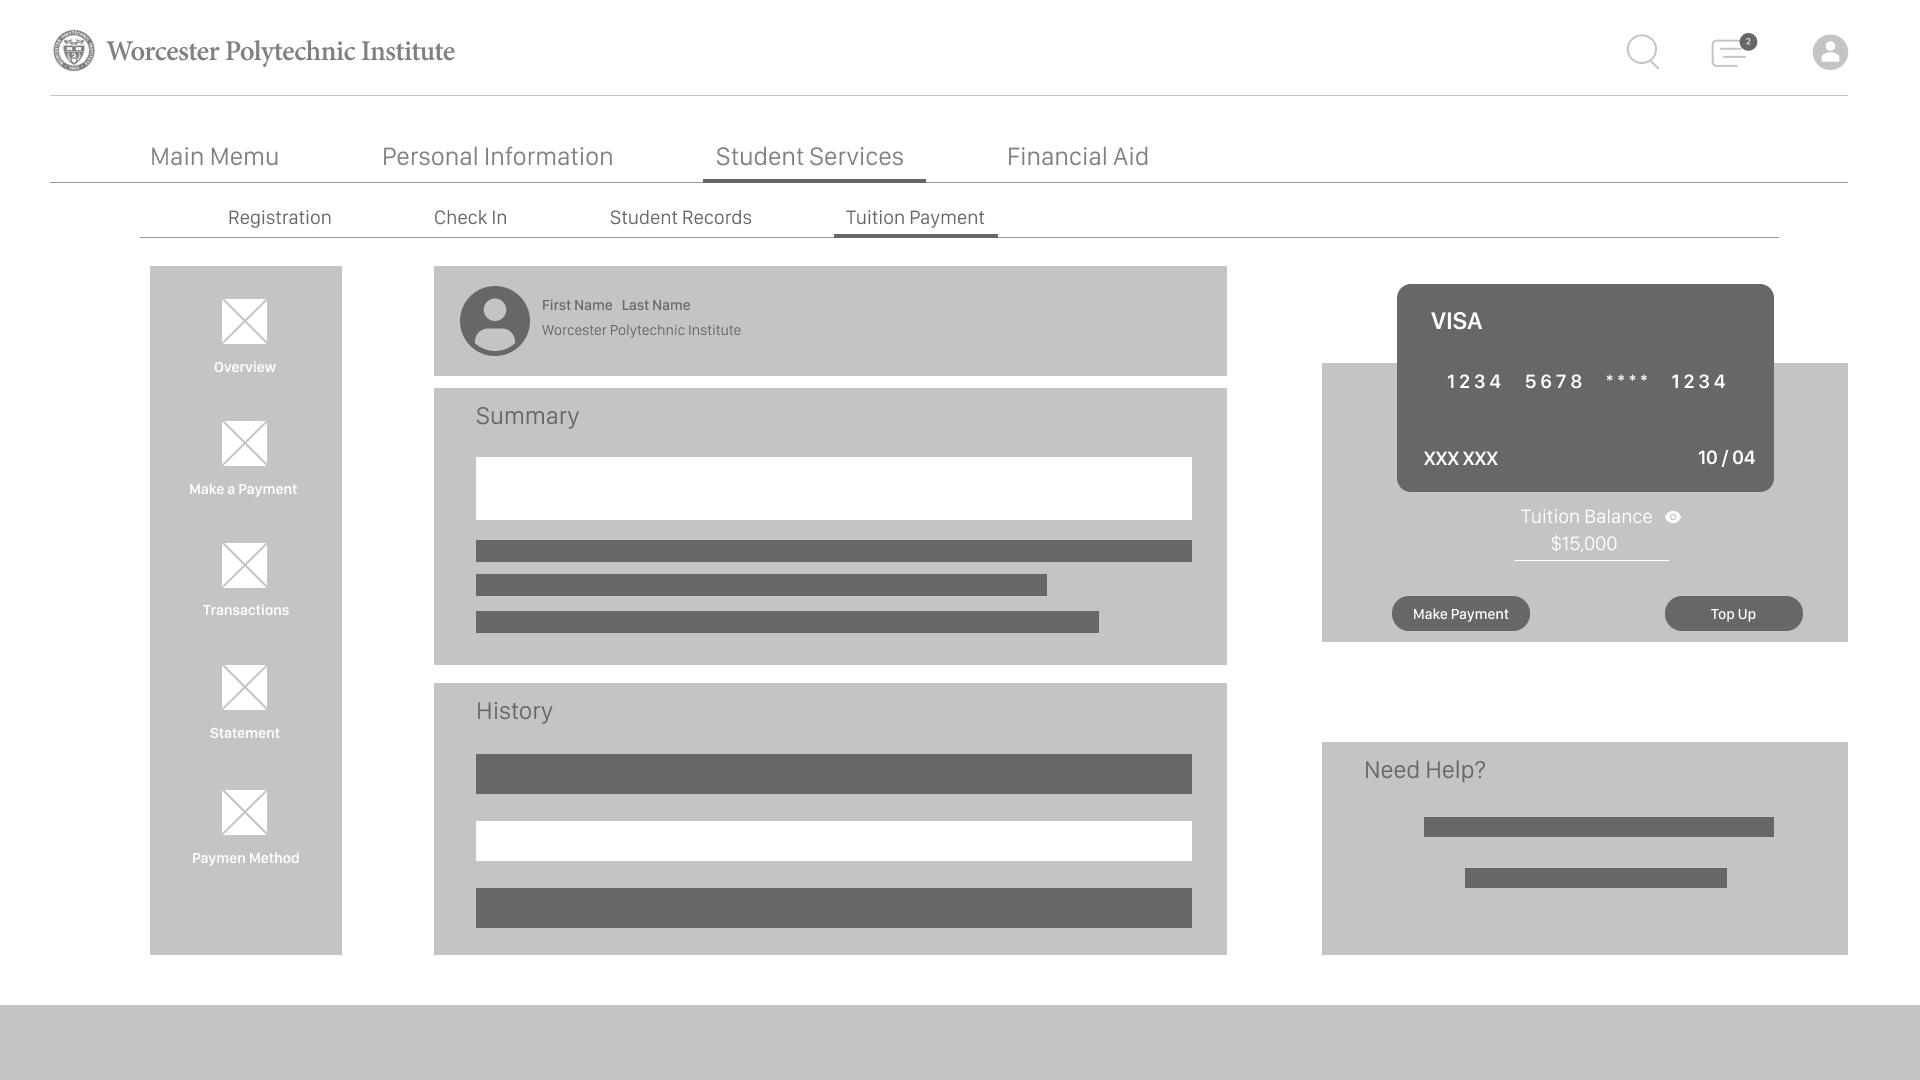 Worcester Polytechnic Institute
2
Main Memu Personal Information Student Services Financial Aid
Registration Check In Student Records Tuition Payment
Overview
Make a Payment
Transactions
Statement
Paymen Method
First Name Last Name
Worcester Polytechnic Institute
Summary
History
VISA
1234 5678 **** 1234
XXX XXX 10 / 04
Tuition Balance
$15,000
Make Payment Top Up
Need Help?